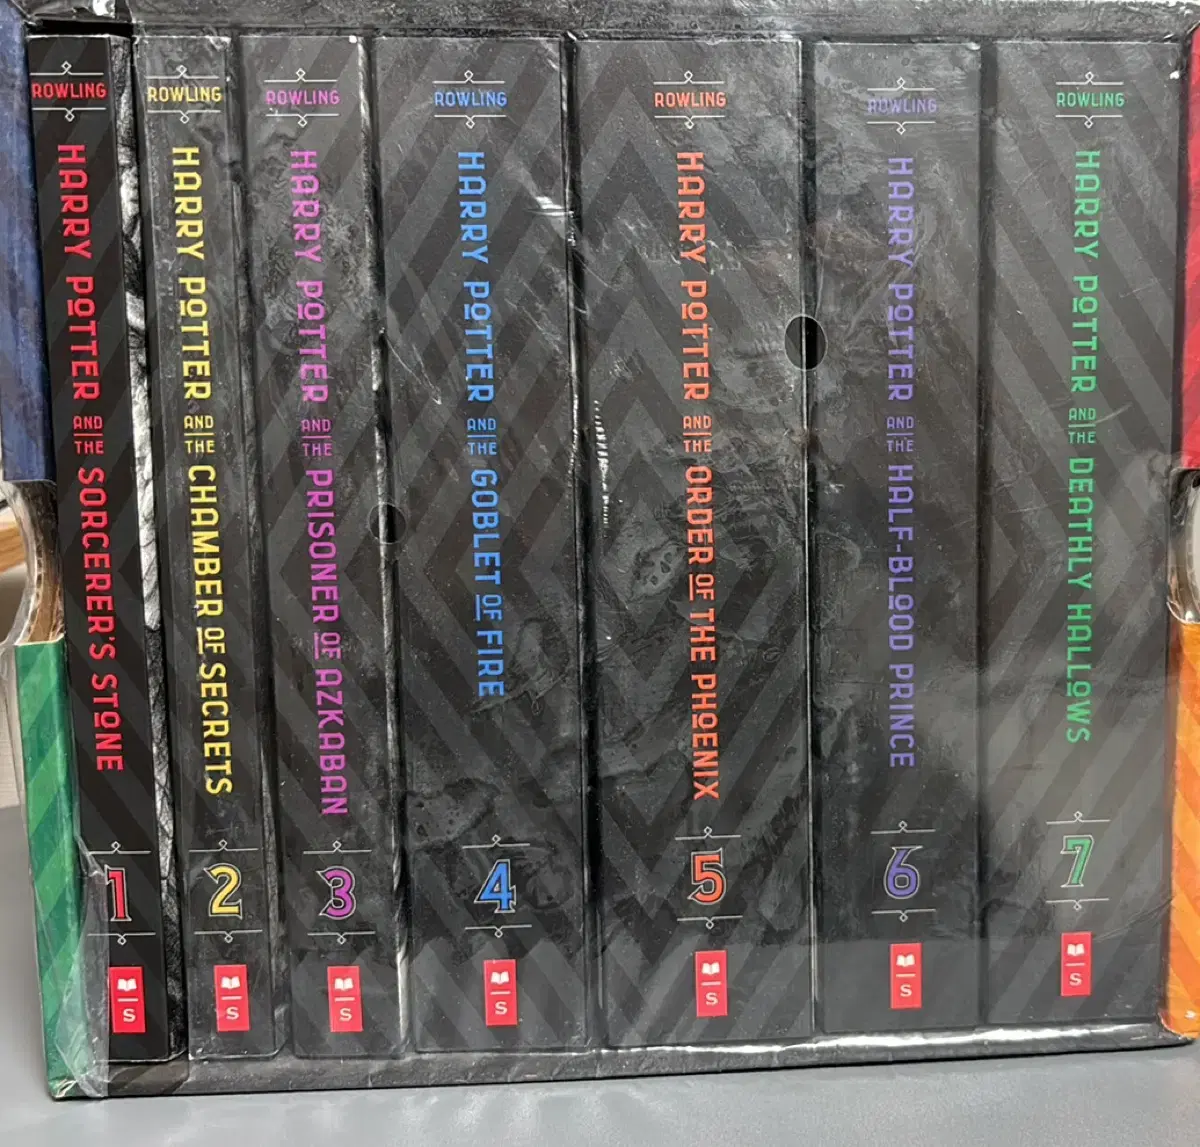 ROWLING
HARRY POTTER AND THE SORCERER'S STONE
1
S
ROWLING
HARRY POTTER AND THE CHAMBER OF SECRETS
2
S
ROWLING
HARRY POTTER AND THE PRISONER OF AZKABAN
3
S
ROWLING
HARRY POTTER AND THE GOBLET OF FIRE
4
S
ROWLING
HARRY POTTER AND THE ORDER OF THE PHOENIX
5
S
ROWLING
HARRY POTTER AND THE HALF-BLOOD PRINCE
6
S
ROWLING
HARRY POTTER AND THE DEATHLY HALLOWS
7
S